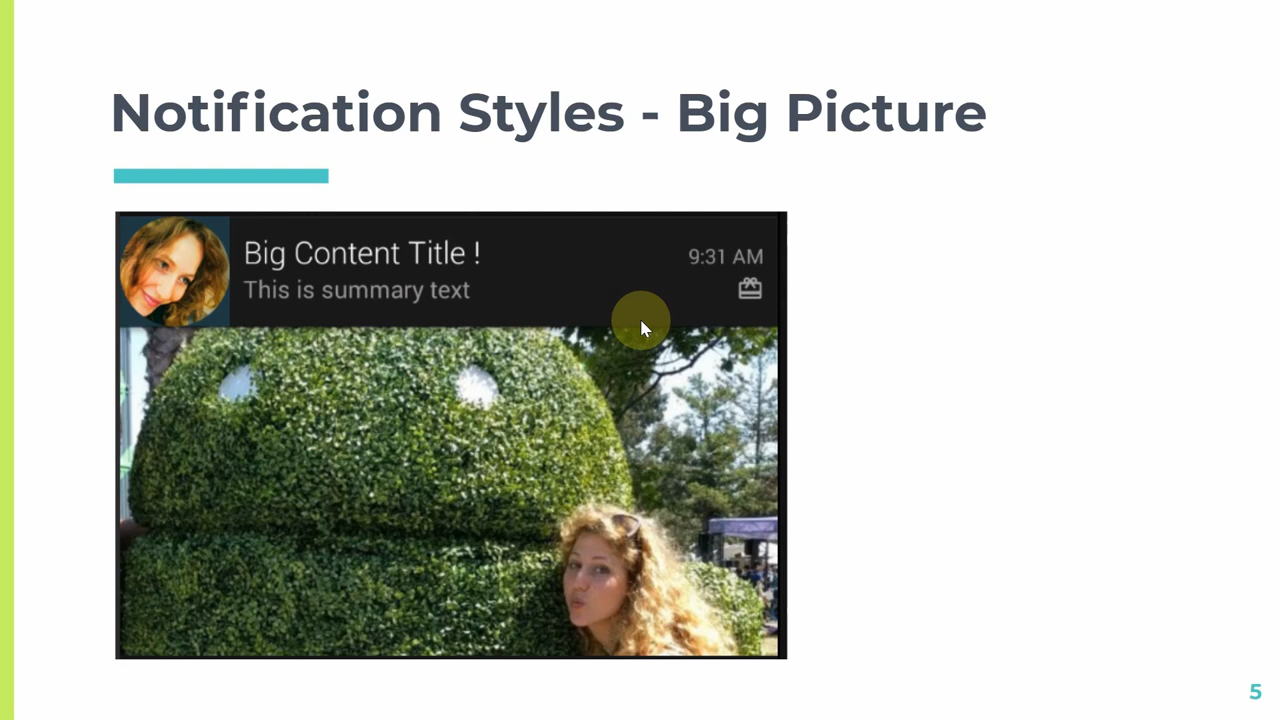 Notification Styles - Big Picture
Big Content Title !
9:31 AM
This is summary text
5